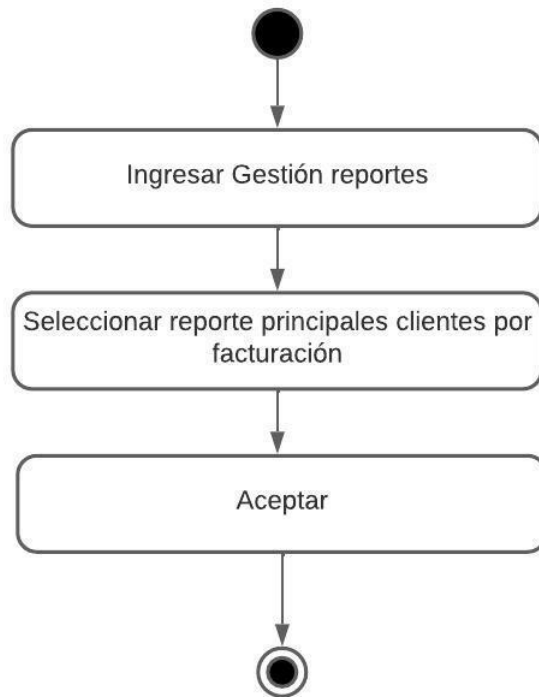 Ingresar Gestión reportes
Seleccionar reporte principales clientes por
facturación
Aceptar